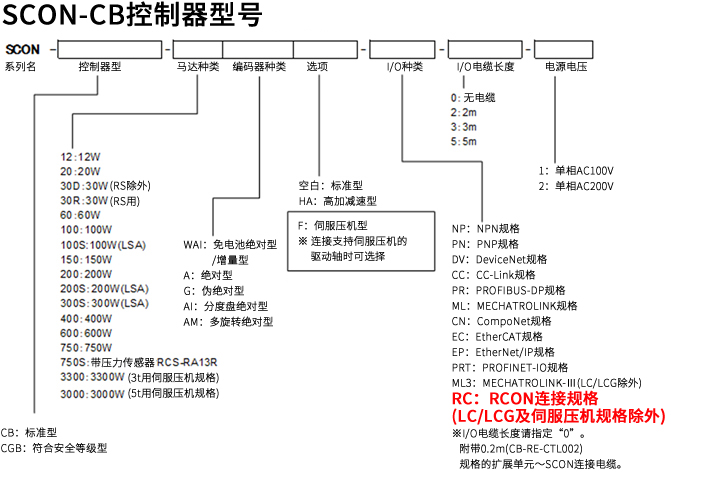 SCON-CB控制器型号
SCON - - - - -
系列名 控制器型 马达种类 编码器种类 选项 I/O种类 I/O电缆长度 电源电压
0: 无电缆
2:2m
3:3m
5:5m
1: 单相AC100V
2: 单相AC200V
12:12W
20:20W
30D:30W(RS除外)
30R:30W(RS用)
60:60W
100:100W
100S:100W(LSA)
150:150W
200:200W
200S:200W(LSA)
300S:300W(LSA)
400:400W
600:600W
750:750W
750S:带压力传感器 RCS-RA13R
3300:3300W (3t用伺服压机规格)
3000:3000W (5t用伺服压机规格)
WAI: 免电池绝对型
/增量型
A: 绝对型
G: 伪绝对型
AI: 分度盘绝对型
AM: 多旋转绝对型
空白: 标准型
HA: 高加减速型
F: 伺服压机型
※ 连接支持伺服压机的
驱动轴时可选择
NP: NPN规格
PN: PNP规格
DV: DeviceNet规格
CC: CC-Link规格
PR: PROFIBUS-DP规格
ML: MECHATROLINK规格
CN: CompoNet规格
EC: EtherCAT规格
EP: EtherNet/IP规格
PRT: PROFINET-IO规格
ML3: MECHATROLINK-Ⅲ(LC/LCG除外)
RC: RCON连接规格
(LC/LCG及伺服压机规格除外)
※I/O电缆长度请指定“0”。
附带0.2m(CB-RE-CTL002)
规格的扩展单元～SCON连接电缆。
CB: 标准型
CGB: 符合安全等级型